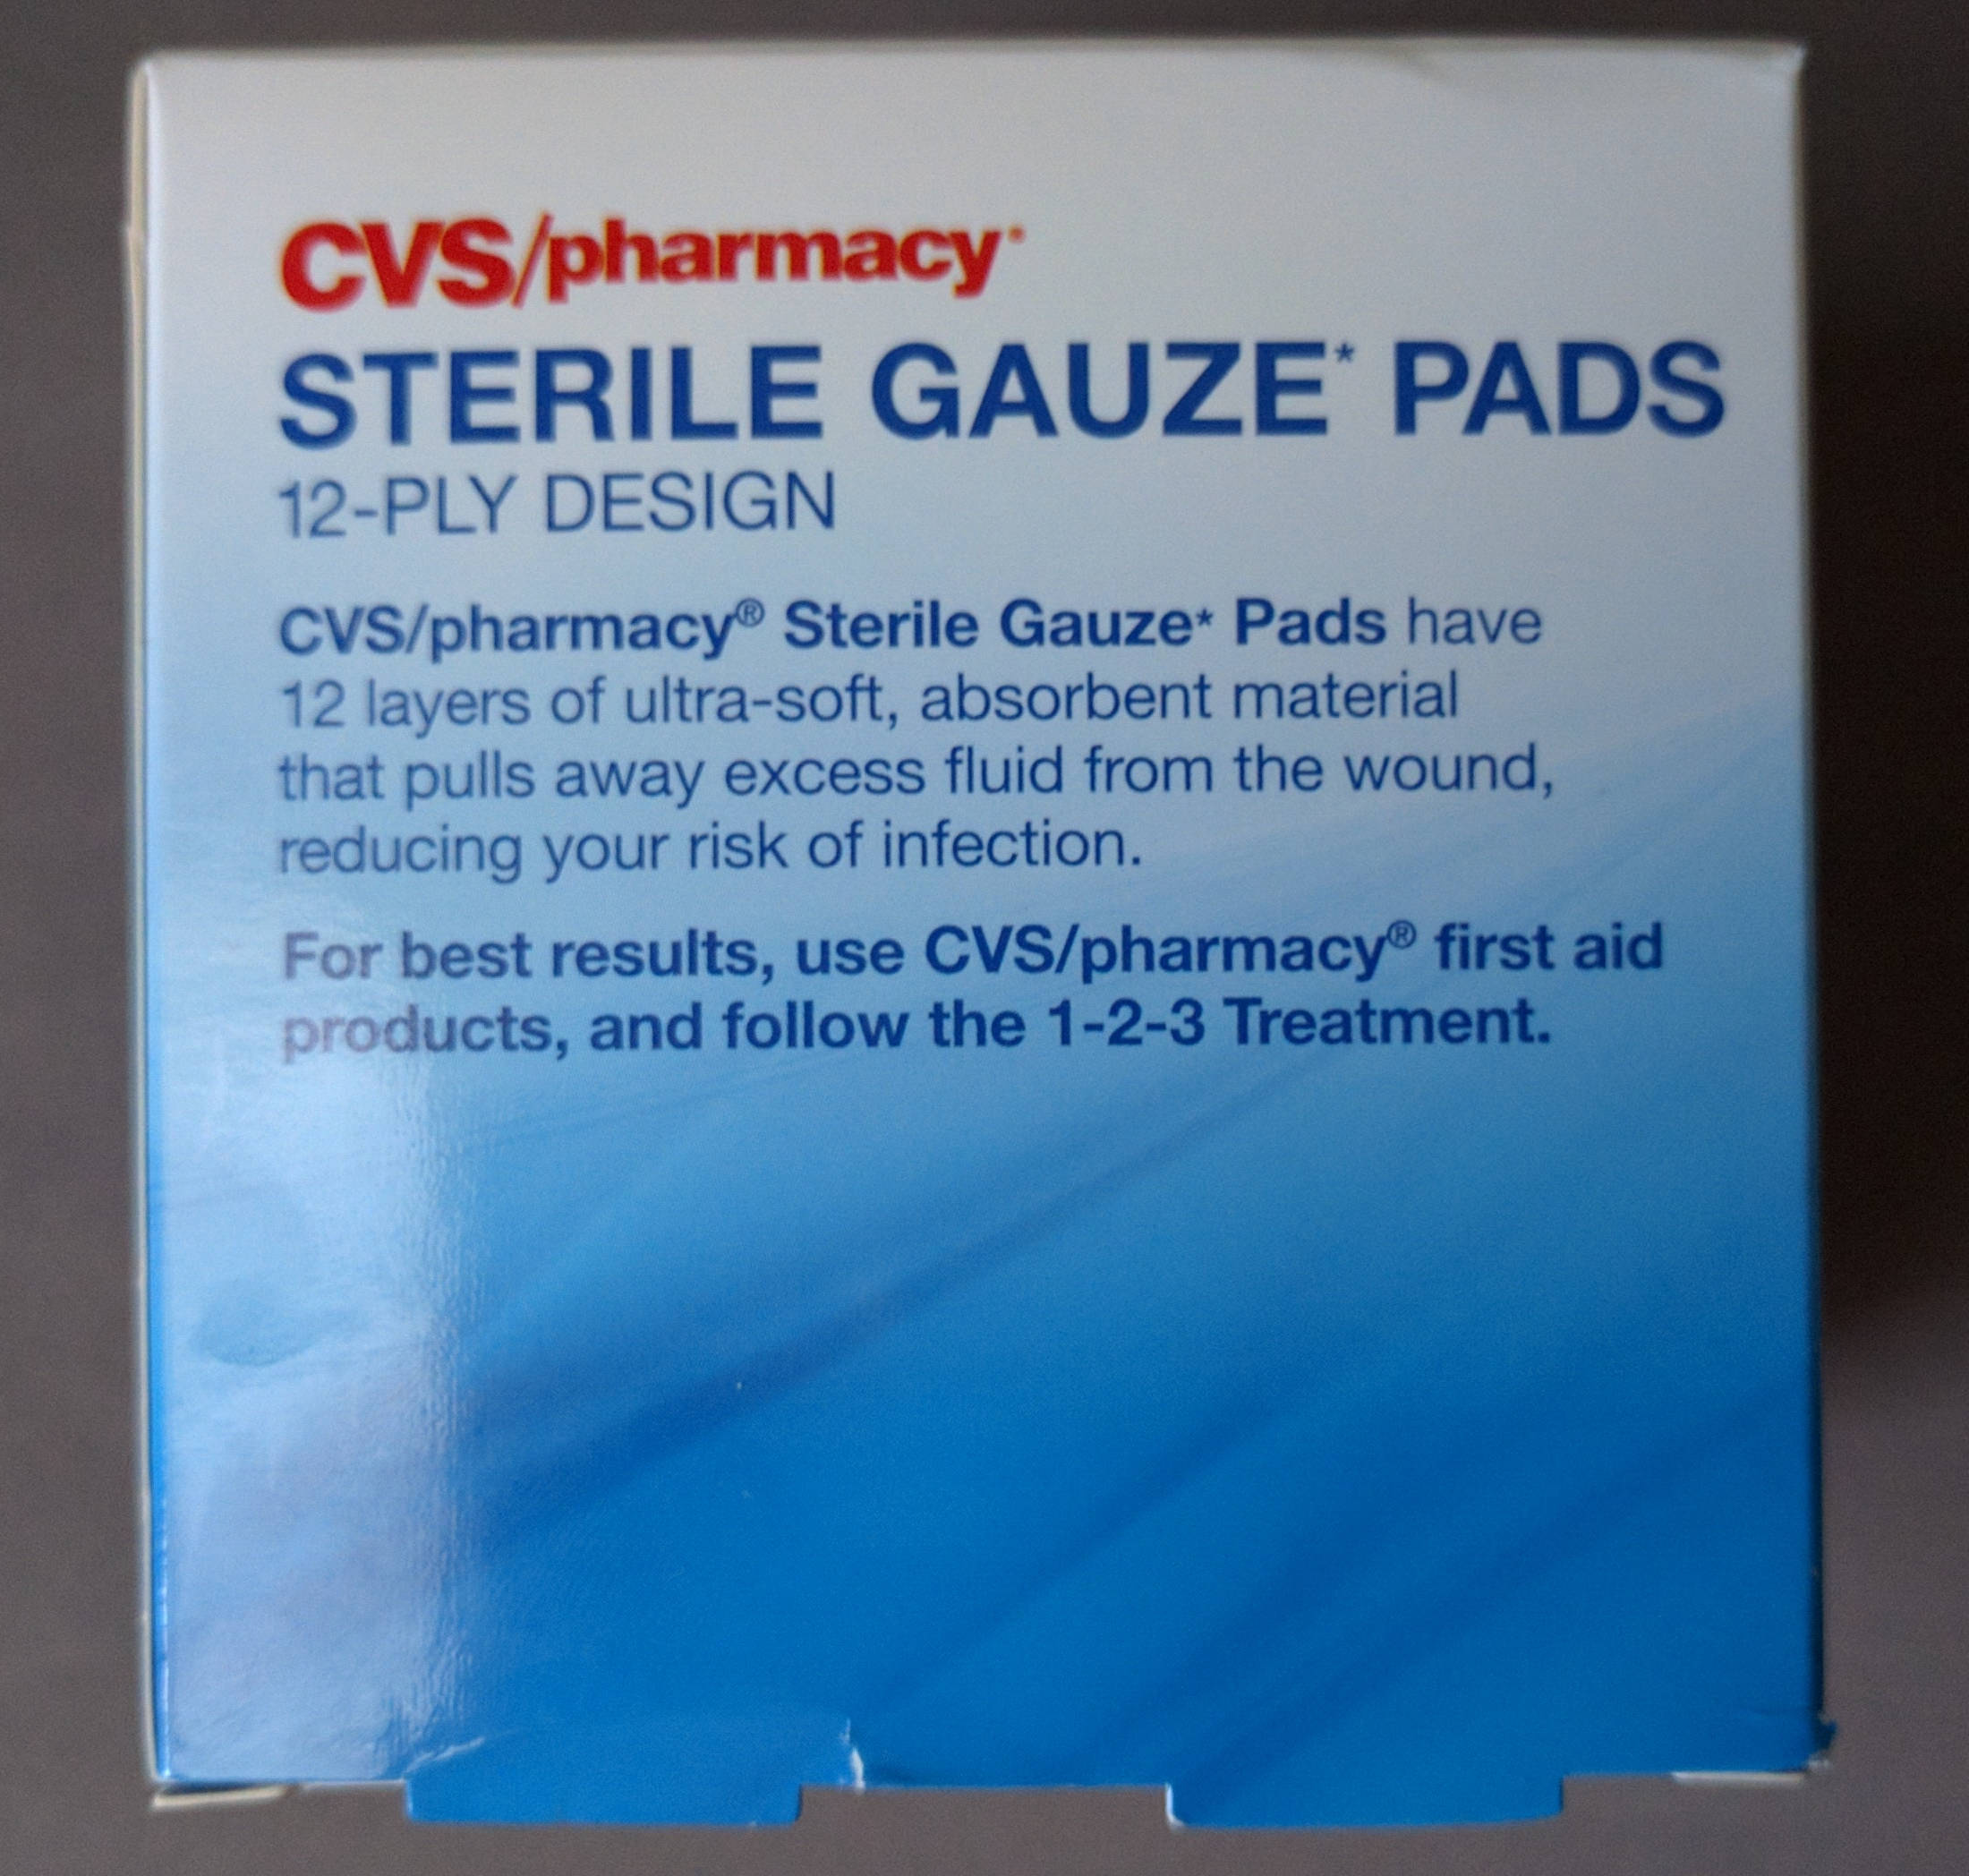 CVS/pharmacy
STERILE GAUZE* PADS
12-PLY DESIGN
CVS/pharmacy® Sterile Gauze* Pads have
12 layers of ultra-soft, absorbent material
that pulls away excess fluid from the wound,
reducing your risk of infection.
For best results, use CVS/pharmacy® first aid
products, and follow the 1-2-3 Treatment.